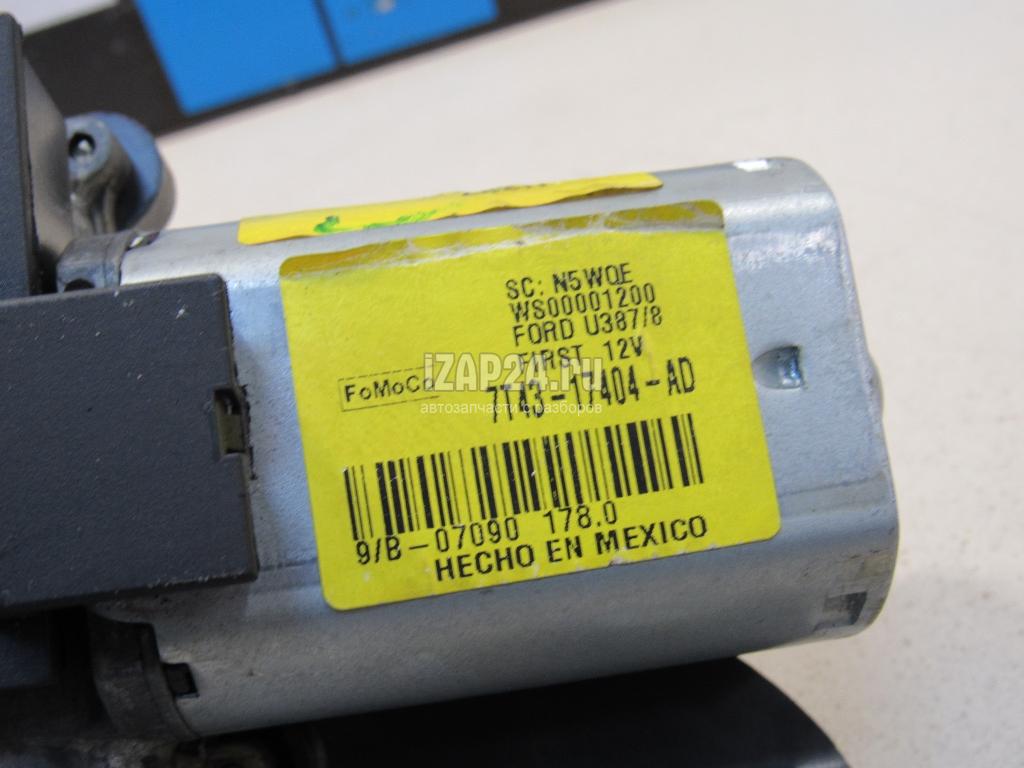 SC: N5WQE
WS00001200
FORD U387/8
FIRST 12V
FoMoCo
7T43-17404-AD
iZAP24.ru
автозапчасти с разборов
9/B-07090 178.0
HECHO EN MEXICO